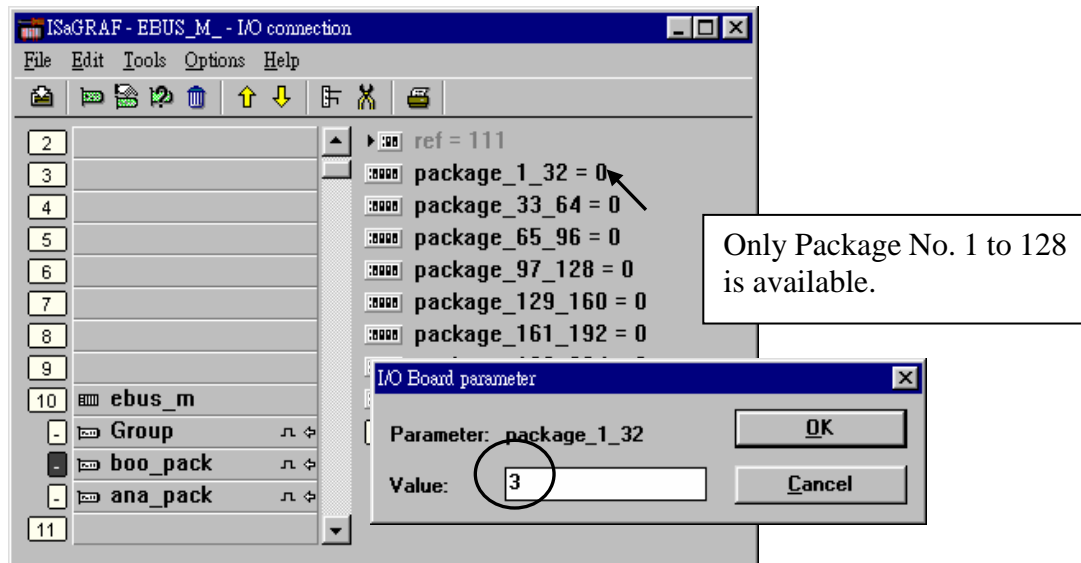 ISaGRAF - EBUS_M_ - I/O connection
File Edit Tools Options Help
2
3
4
5
6
7
8
9
10 ebus_m
- Group
- boo_pack
- ana_pack
11
ref = 111
package_1_32 = 0
package_33_64 = 0
package_65_96 = 0
package_97_128 = 0
package_129_160 = 0
package_161_192 = 0
Only Package No. 1 to 128
is available.
I/O Board parameter
Parameter: package_1_32
OK
Value: 3
Cancel